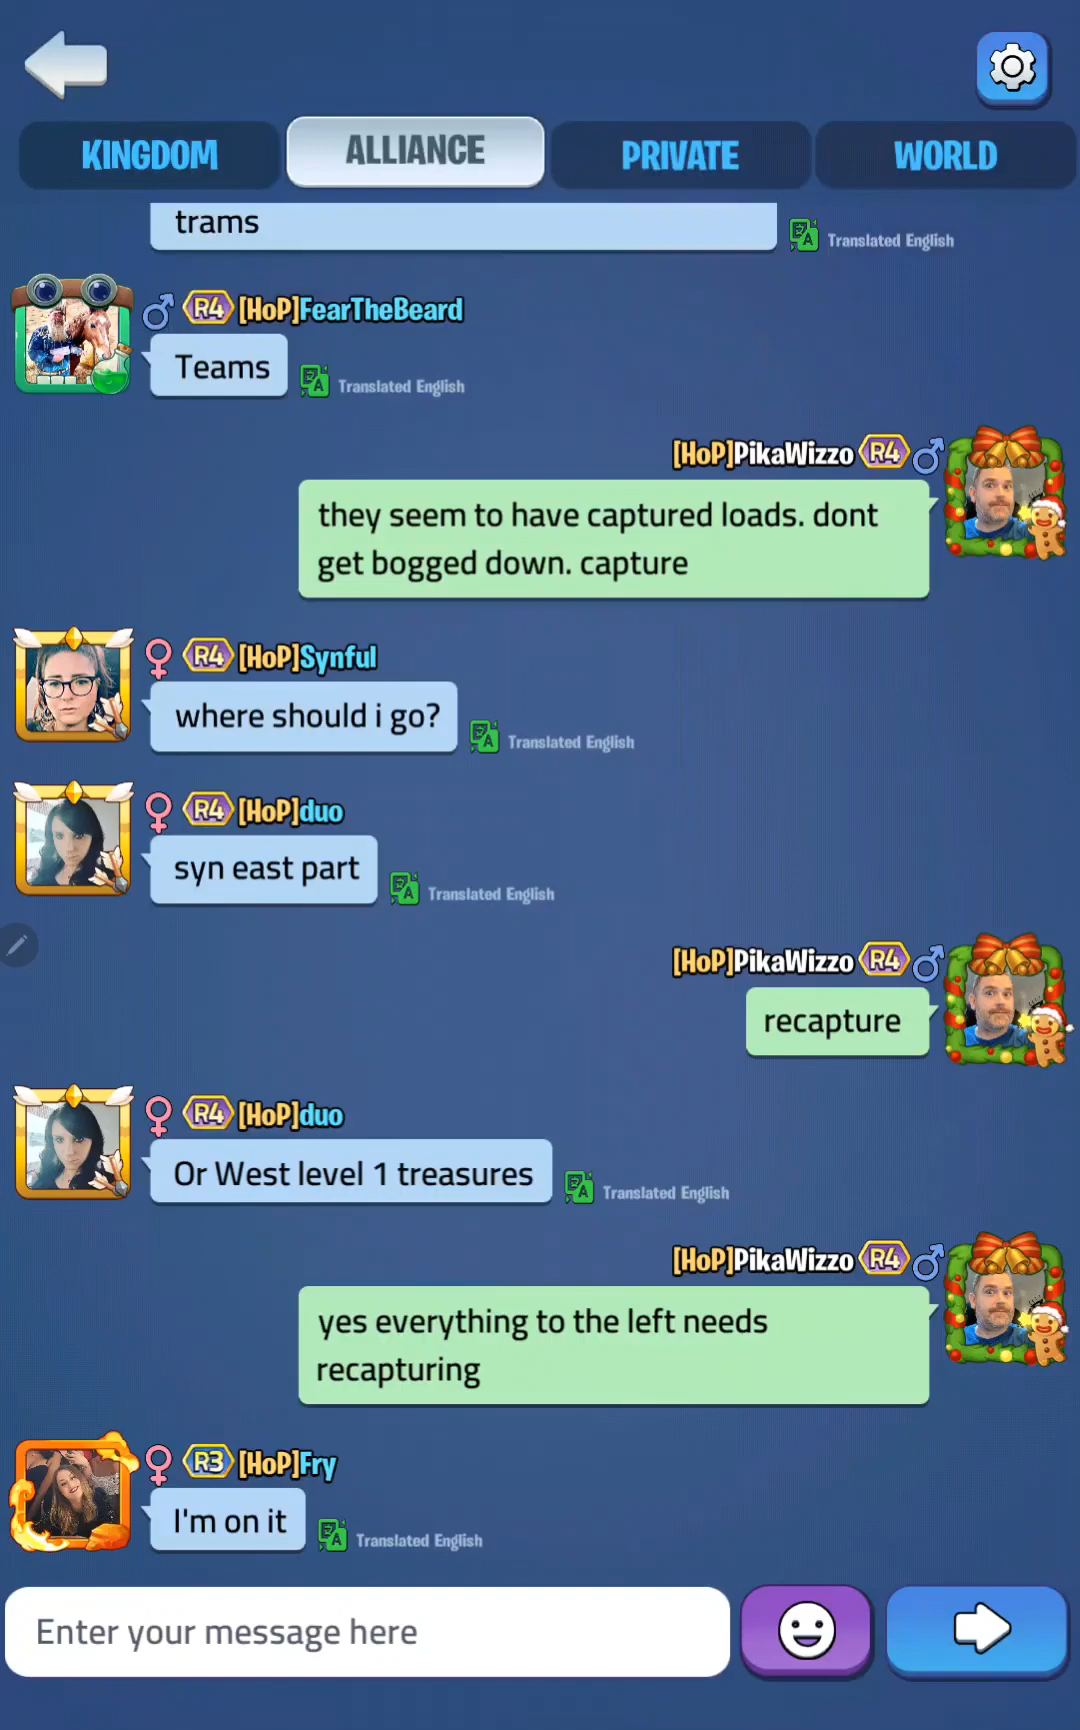 KINGDOM
ALLIANCE
PRIVATE
WORLD
trams
Translated English
R4 [HoP]FearTheBeard
Teams
Translated English
[HoP]PikaWizzo R4
they seem to have captured loads. dont
get bogged down. capture
R4 [HoP]Synful
where should i go?
Translated English
R4 [HoP]duo
syn east part
Translated English
[HoP]PikaWizzo R4
recapture
R4 [HoP]duo
Or West level 1 treasures
Translated English
[HoP]PikaWizzo R4
yes everything to the left needs
recapturing
R3 [HoP]Fry
I'm on it
Translated English
Enter your message here